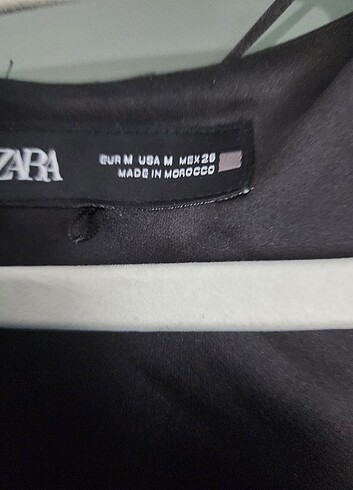 ZARA
EUR M USA M MEX 28
MADE IN MOROCCO